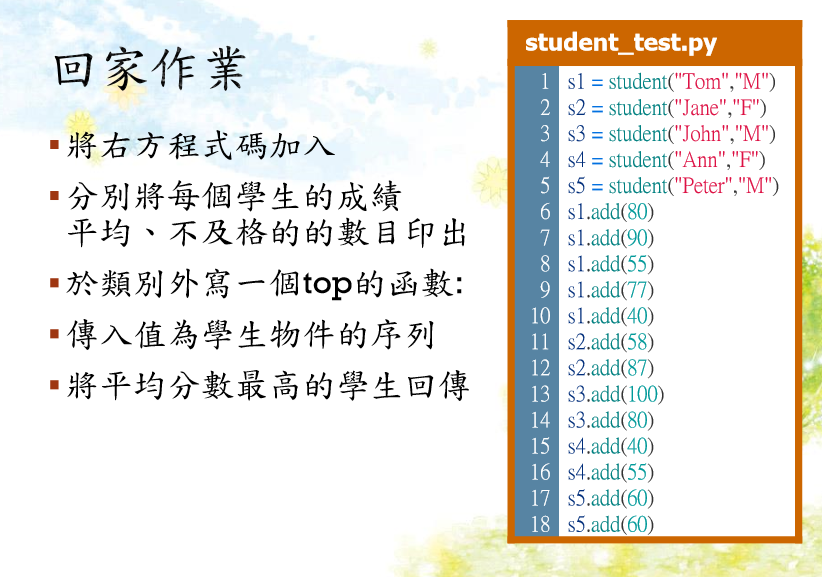 回家作業
▪將右方程式碼加入
▪分別將每個學生的成績
平均、不及格的的數目印出
▪於類別外寫一個top的函數:
▪傳入值為學生物件的序列
▪將平均分數最高的學生回傳
student_test.py
1 s1 = student("Tom","M")
2 s2 = student("Jane","F")
3 s3 = student("John","M")
4 s4 = student("Ann","F")
5 s5 = student("Peter","M")
6 s1.add(80)
7 s1.add(90)
8 s1.add(55)
9 s1.add(77)
10 s1.add(40)
11 s2.add(58)
12 s2.add(87)
13 s3.add(100)
14 s3.add(80)
15 s4.add(40)
16 s4.add(55)
17 s5.add(60)
18 s5.add(60)